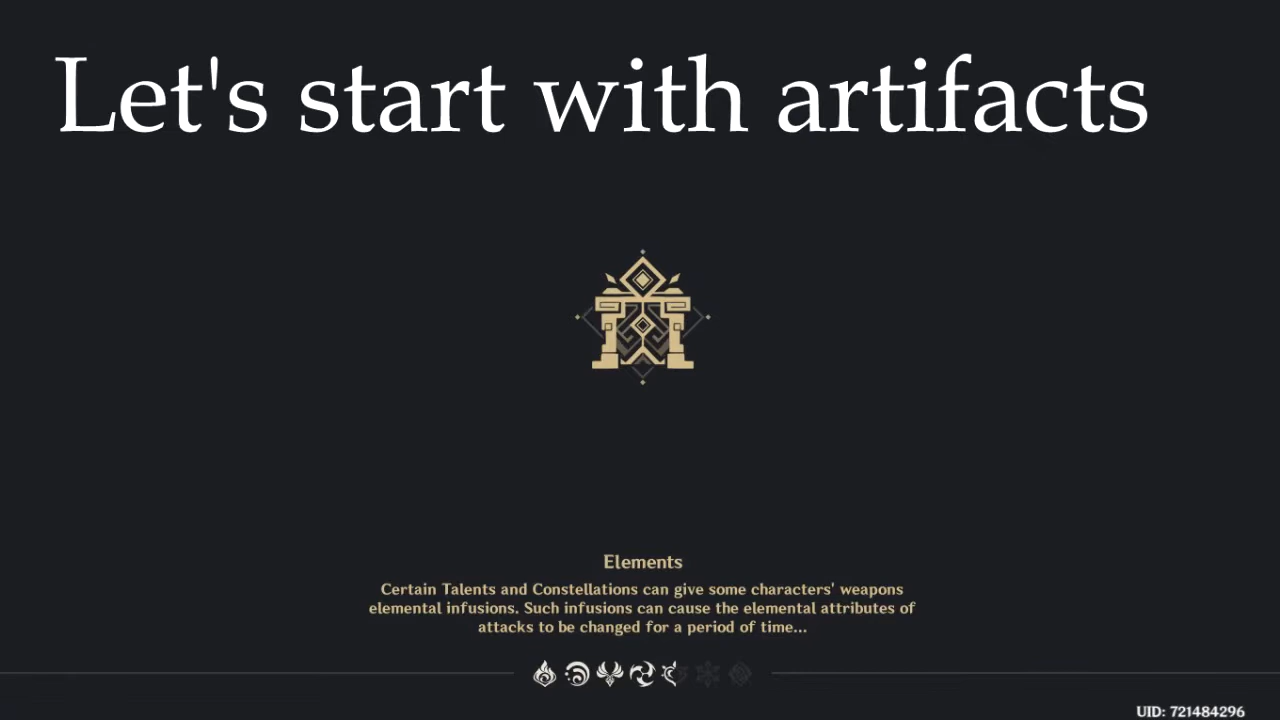 Let's start with artifacts
Elements
Certain Talents and Constellations can give some characters' weapons
elemental infusions. Such infusions can cause the elemental attributes of
attacks to be changed for a period of time...
UID: 721484296